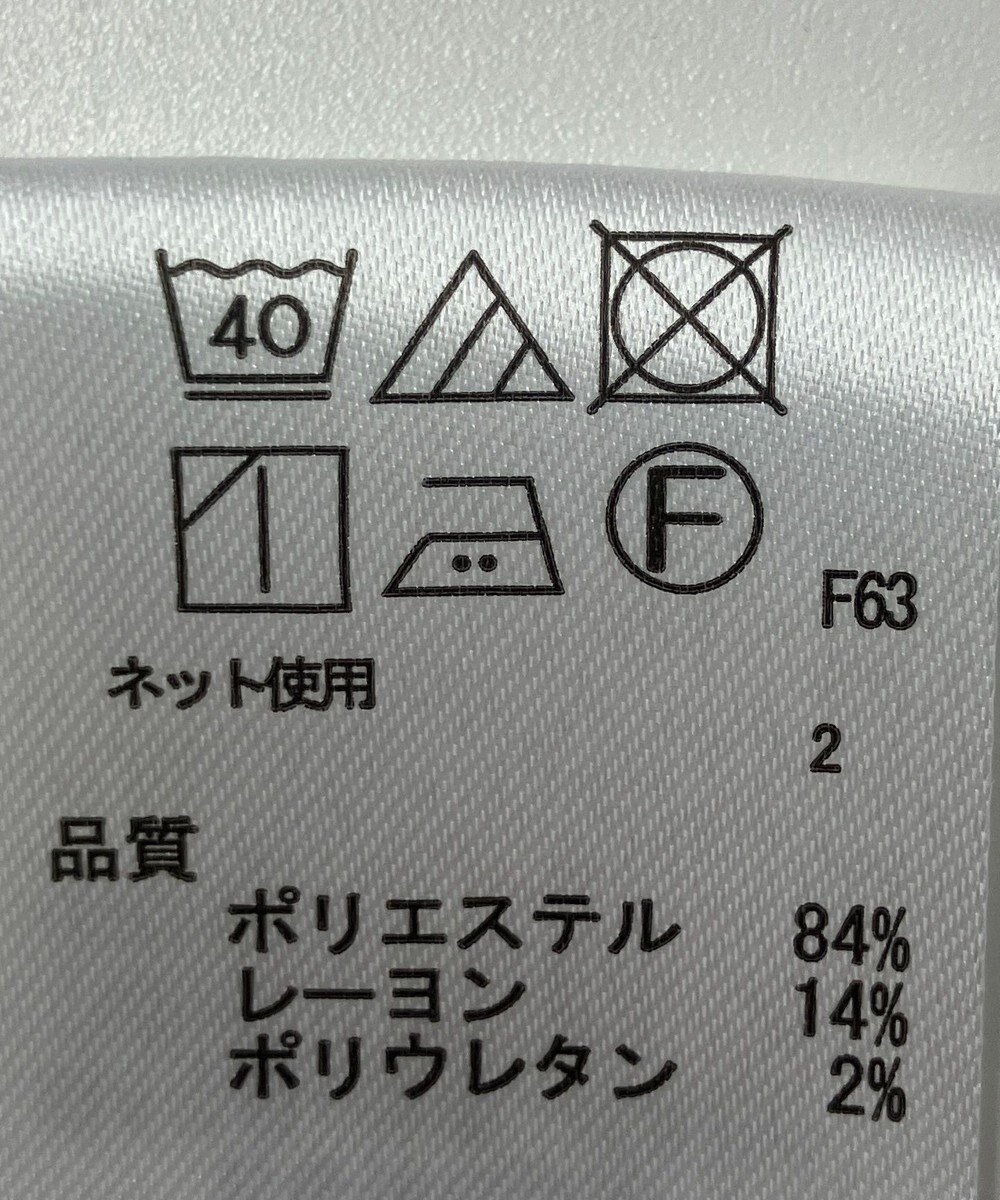 40
F
F63
ネット使用
2
品質
ポリエステル 84%
レーヨン 14%
ポリウレタン 2%